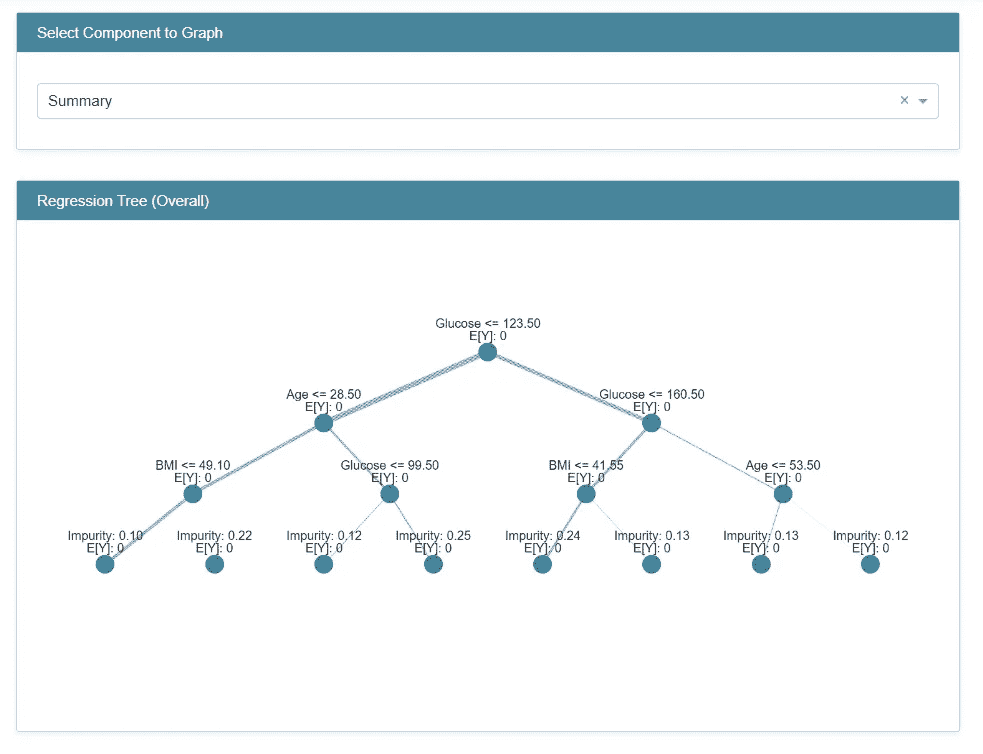 Select Component to Graph
Summary
×
Regression Tree (Overall)
Glucose <= 123.50
E[Y]: 0
Age <= 28.50
E[Y]: 0
Glucose <= 160.50
E[Y]: 0
BMI <= 49.10
E[Y]: 0
Glucose <= 99.50
E[Y]: 0
BMI <= 41.55
E[Y]: 0
Age <= 53.50
E[Y]: 0
Impurity: 0.10
E[Y]: 0
Impurity: 0.22
E[Y]: 0
Impurity: 0.12
E[Y]: 0
Impurity: 0.25
E[Y]: 0
Impurity: 0.24
E[Y]: 0
Impurity: 0.13
E[Y]: 0
Impurity: 0.13
E[Y]: 0
Impurity: 0.12
E[Y]: 0